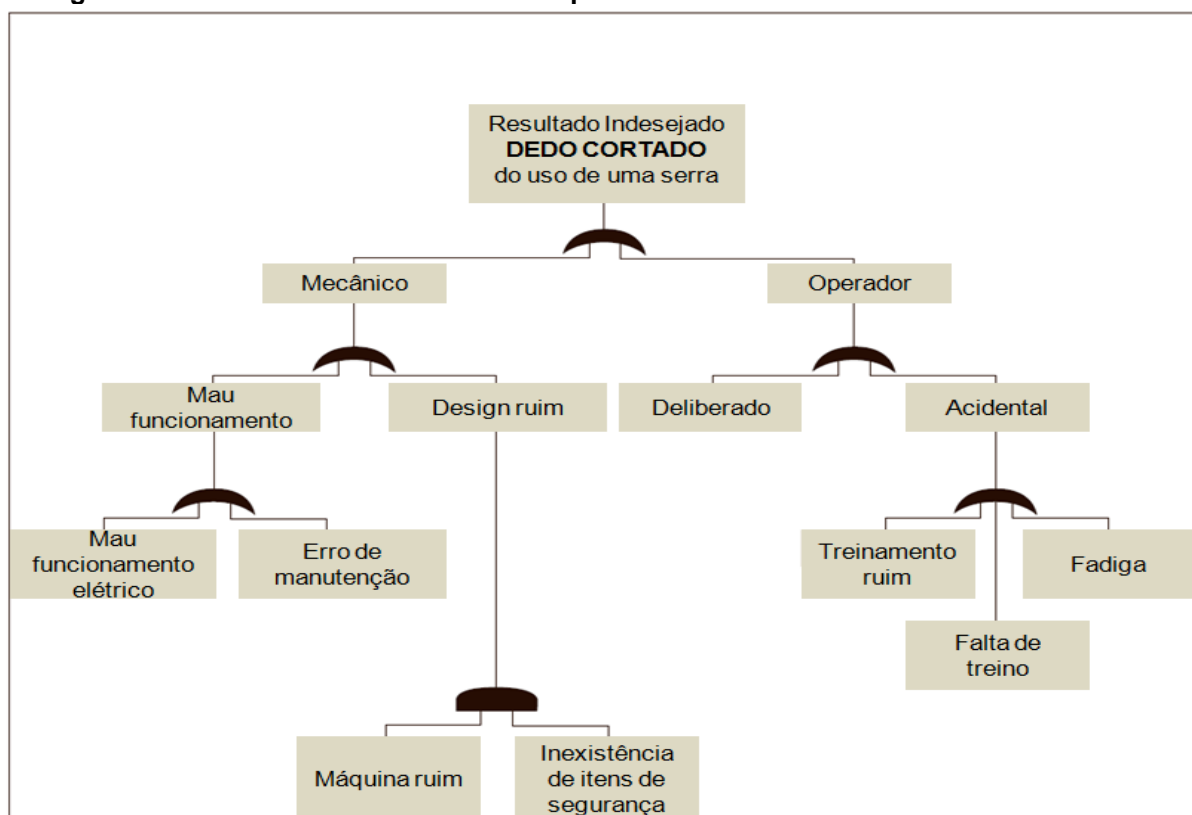 Resultado Indesejado
DEDO CORTADO
do uso de uma serra
Mecânico
Operador
Mau
funcionamento
Design ruim
Deliberado
Acidental
Mau
funcionamento
elétrico
Erro de
manutenção
Treinamento
ruim
Fadiga
Falta de
treino
Máquina ruim
Inexistência
de itens de
segurança